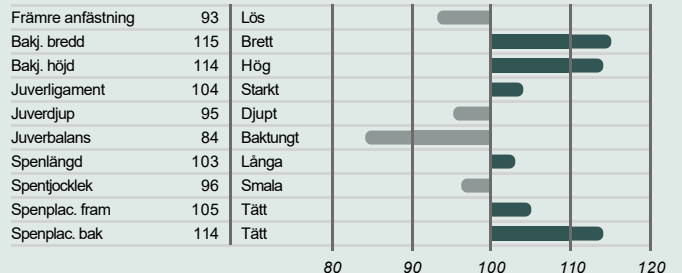 Främre anfästning 93 Lös
Bakj. bredd 115 Brett
Bakj. höjd 114 Hög
Juverligament 104 Starkt
Juverdjup 95 Djupt
Juverbalans 84 Baktungt
Spenlängd 103 Långa
Spentjocklek 96 Smala
Spenplac. fram 105 Tätt
Spenplac. bak 114 Tätt
80 90 100 110 120